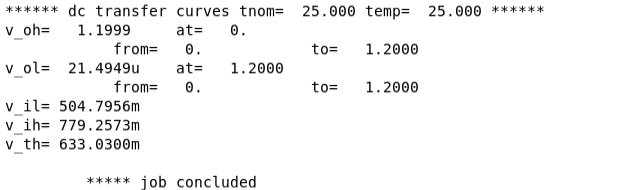 ****** dc transfer curves tnom=  25.000 temp=  25.000 ******
v_oh=   1.1999     at=   0.
            from=   0.            to=   1.2000
v_ol=  21.4949u    at=   1.2000
            from=   0.            to=   1.2000
v_il= 504.7956m
v_ih= 779.2573m
v_th= 633.0300m
         ***** job concluded